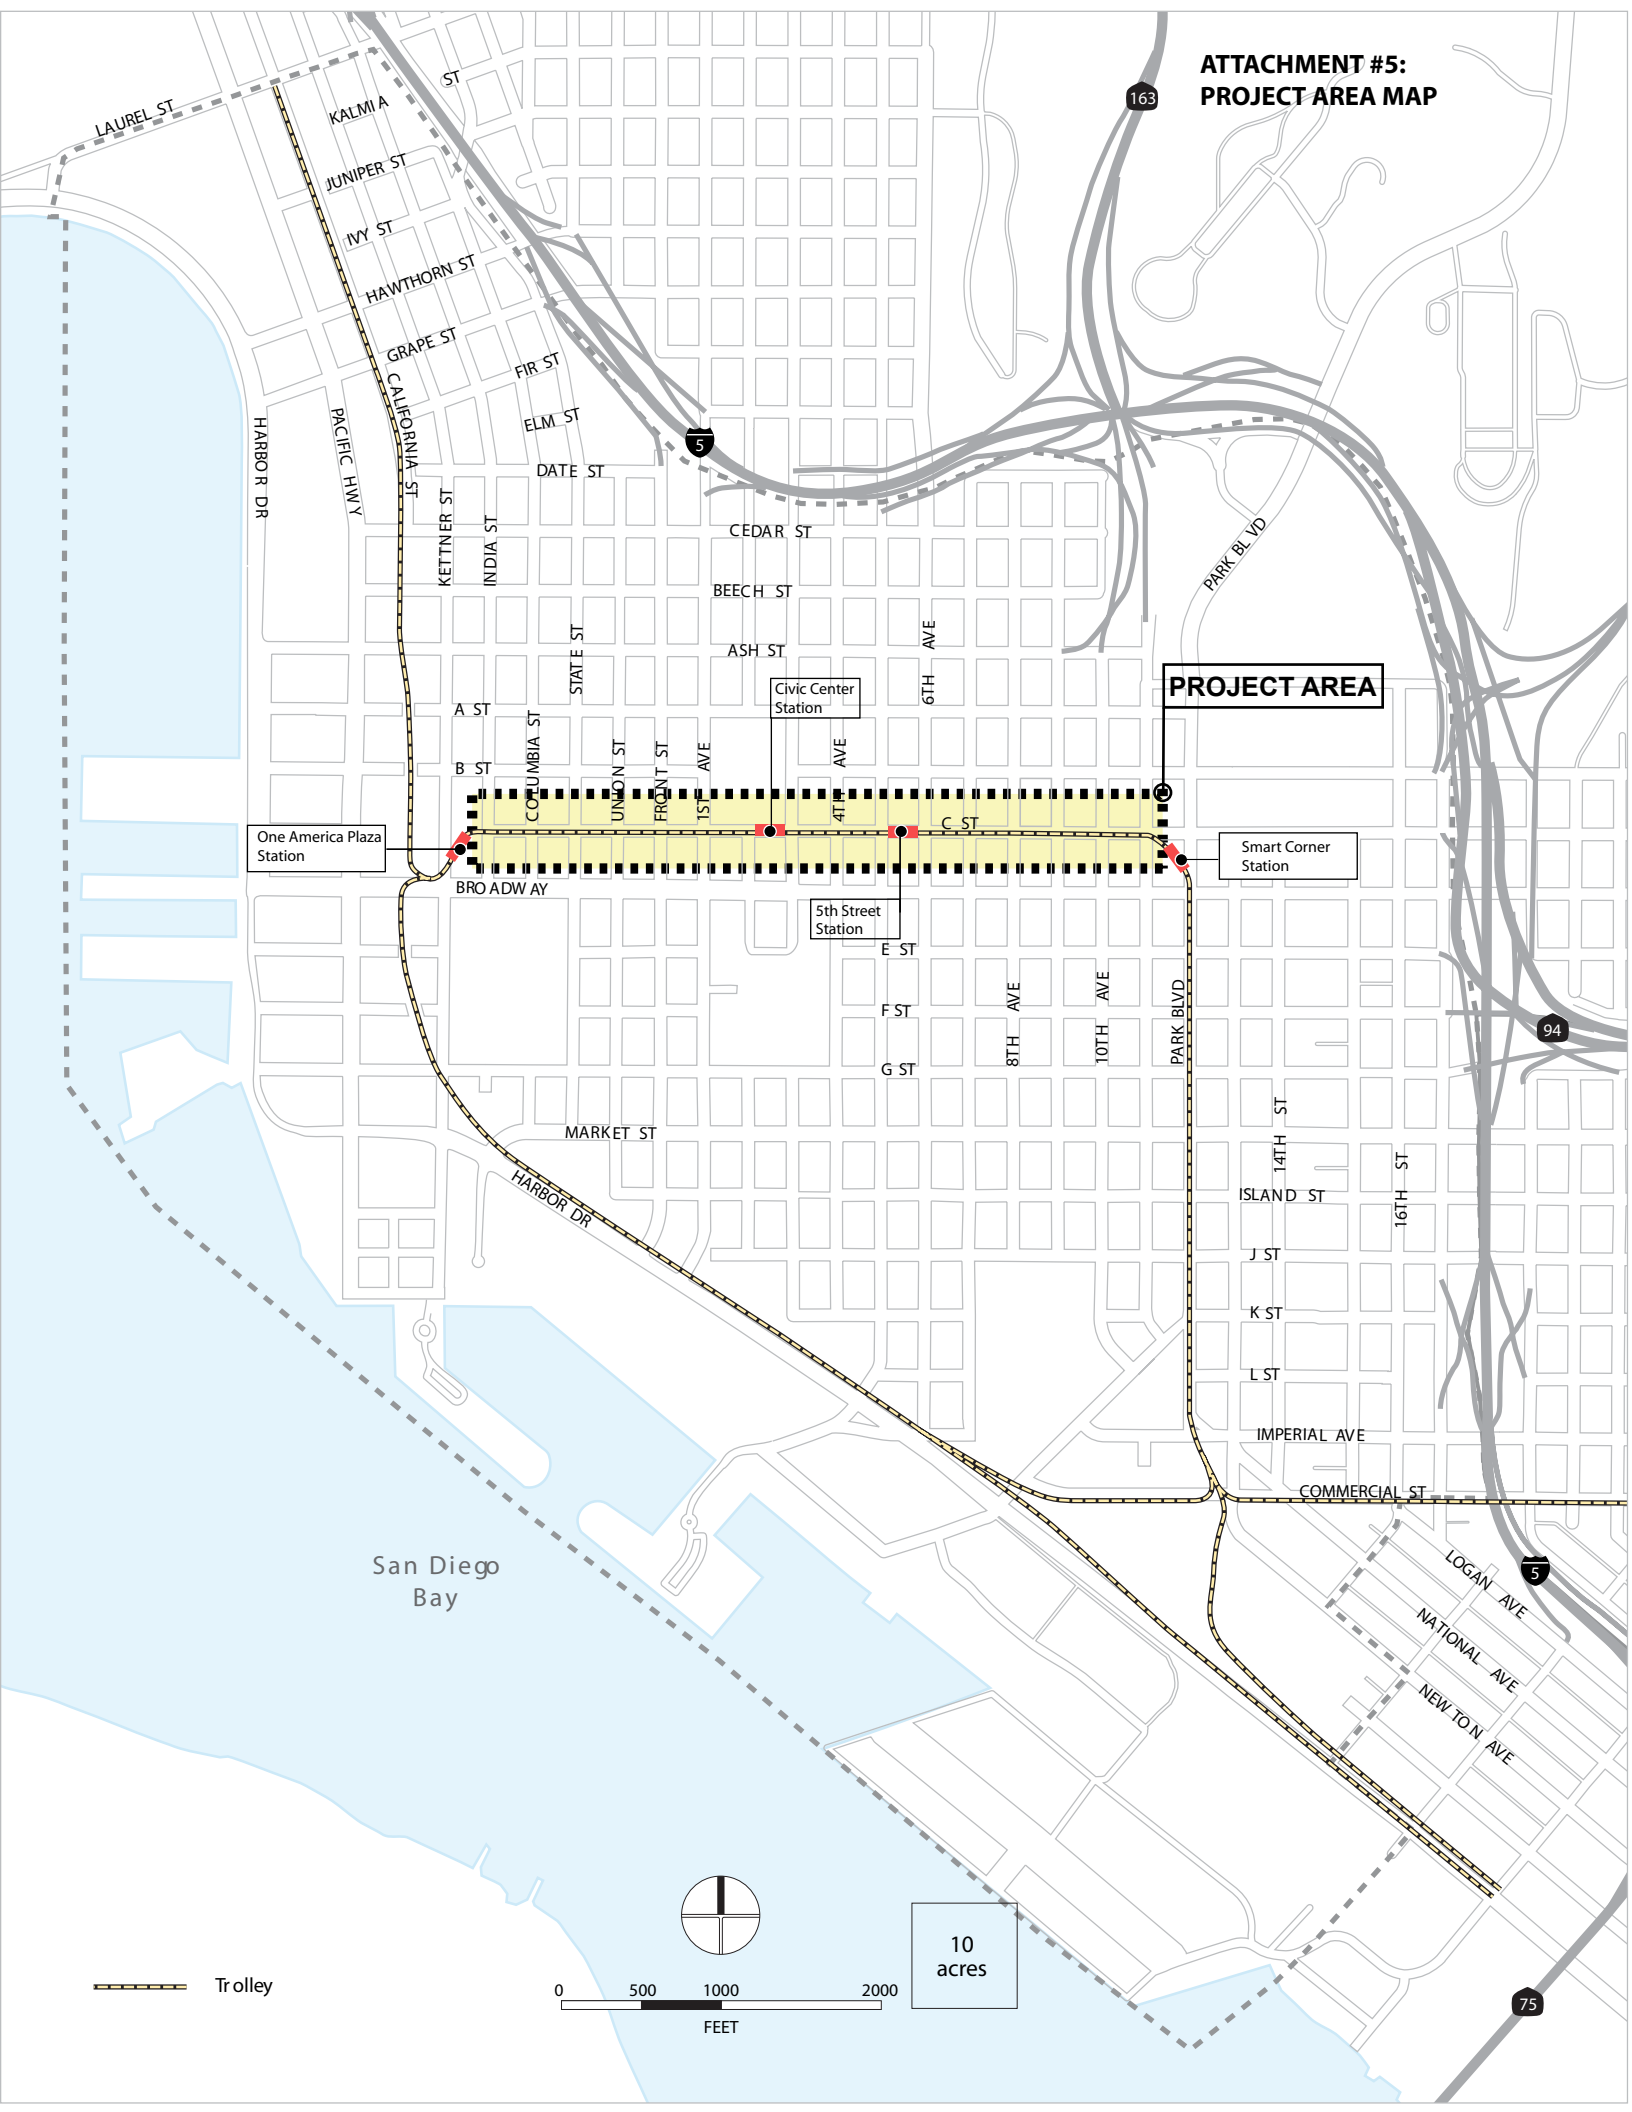 ATTACHMENT #5:
PROJECT AREA MAP
163
ST
LAUREL ST
KALMIA
JUNIPER ST
IVY ST
HAWTHORN ST
GRAPE ST
FIR ST
ELM ST
CALIFORNIA ST
PACIFIC HWY
HARBOR DR
5
DATE ST
KETTNER ST
INDIA ST
CEDAR ST
PARK BLVD
BEECH ST
STATE ST
ASH ST
6TH AVE
PROJECT AREA
Civic Center
Station
A ST
COLUMBIA ST
UNION ST
FRONT ST
1ST AVE
4TH AVE
B ST
C ST
One America Plaza
Station
Smart Corner
Station
BROADWAY
5th Street
Station
E ST
F ST
8TH AVE
10TH AVE
PARK BLVD
94
G ST
14TH ST
MARKET ST
16TH ST
HARBOR DR
ISLAND ST
J ST
K ST
L ST
IMPERIAL AVE
COMMERCIAL ST
San Diego
Bay
5
LOGAN AVE
NATIONAL AVE
NEWTON AVE
10
acres
Trolley
0 500 1000 2000
FEET
75